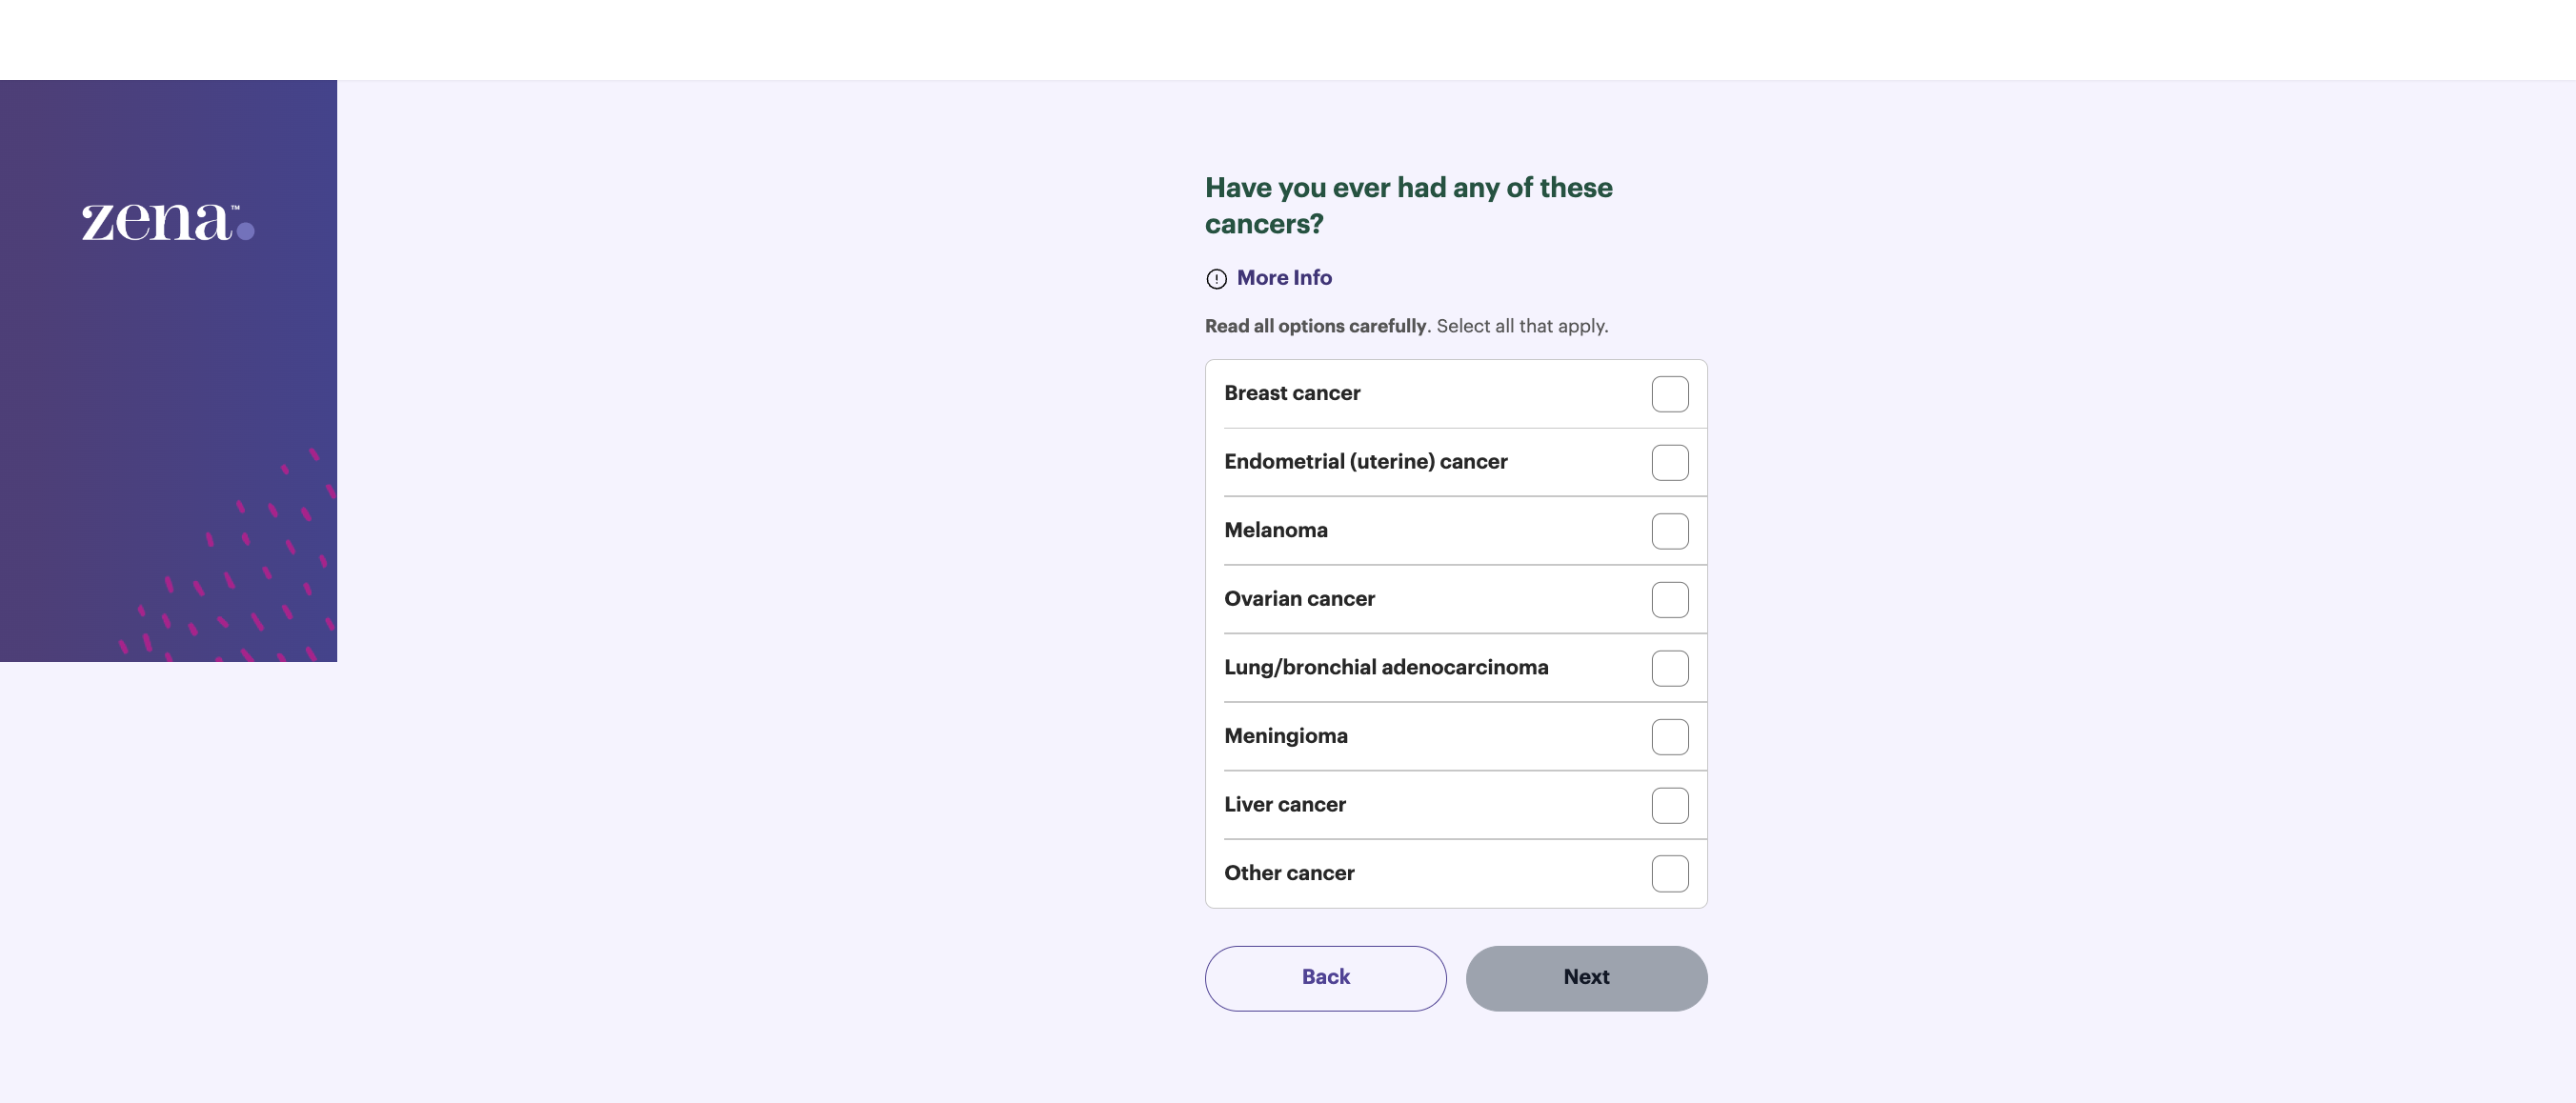 zena™
Have you ever had any of these
cancers?
More Info
Read all options carefully. Select all that apply.
Breast cancer
Endometrial (uterine) cancer
Melanoma
Ovarian cancer
Lung/bronchial adenocarcinoma
Meningioma
Liver cancer
Other cancer
Back
Next